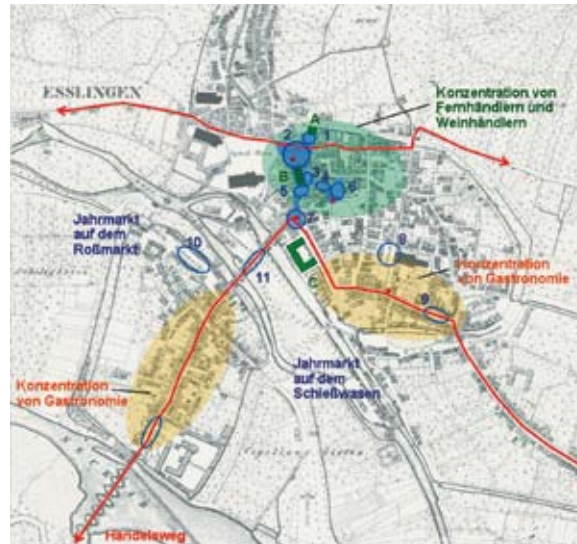 ESSLINGEN
Konzentration von
Fernhändlern und
Weinhändlern
A
1
2
B
3
5
6
7
Jahrmarkt
auf dem
Roßmarkt
10
11
8
C
Konzentration
von Gastronomie
9
Jahrmarkt
auf dem
Schießwasen
Konzentration
von Gastronomie
Handelsweg